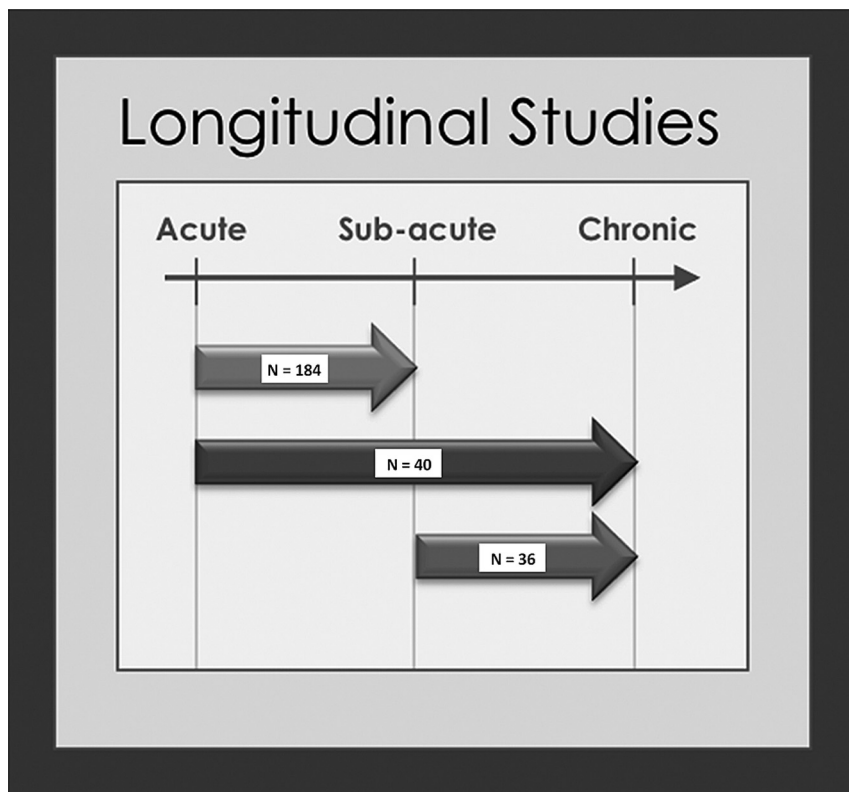 Longitudinal Studies
Acute Sub-acute Chronic
N = 184
N = 40
N = 36